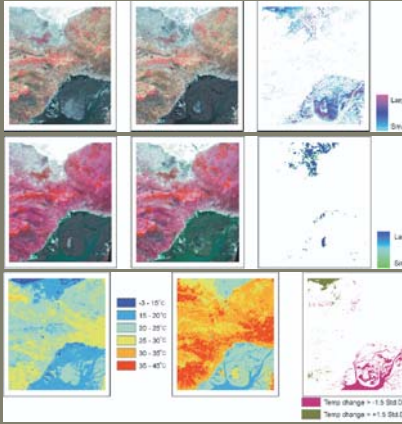 -3 - 15°c
15 - 20°c
20 - 25°c
25 - 30°c
30 - 35°c
35 - 45°c
Temp change > -1.5 Std.D
Temp change > +1.5 Std.D